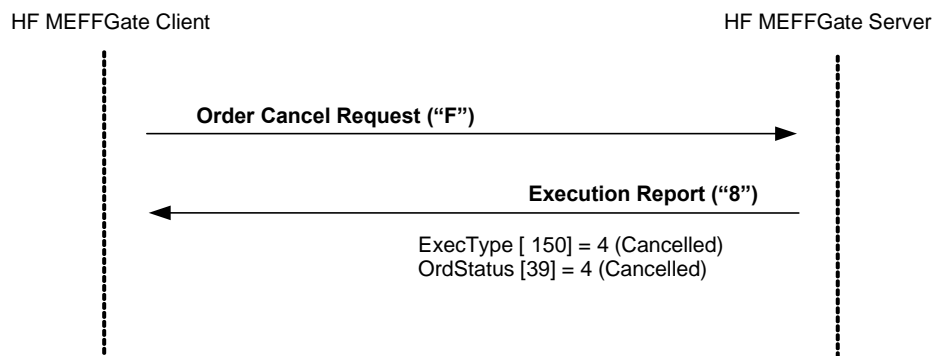 HF MEFFGate Client
HF MEFFGate Server
Order Cancel Request (“F”)
Execution Report (“8”)
ExecType [ 150] = 4 (Cancelled)
OrdStatus [39] = 4 (Cancelled)